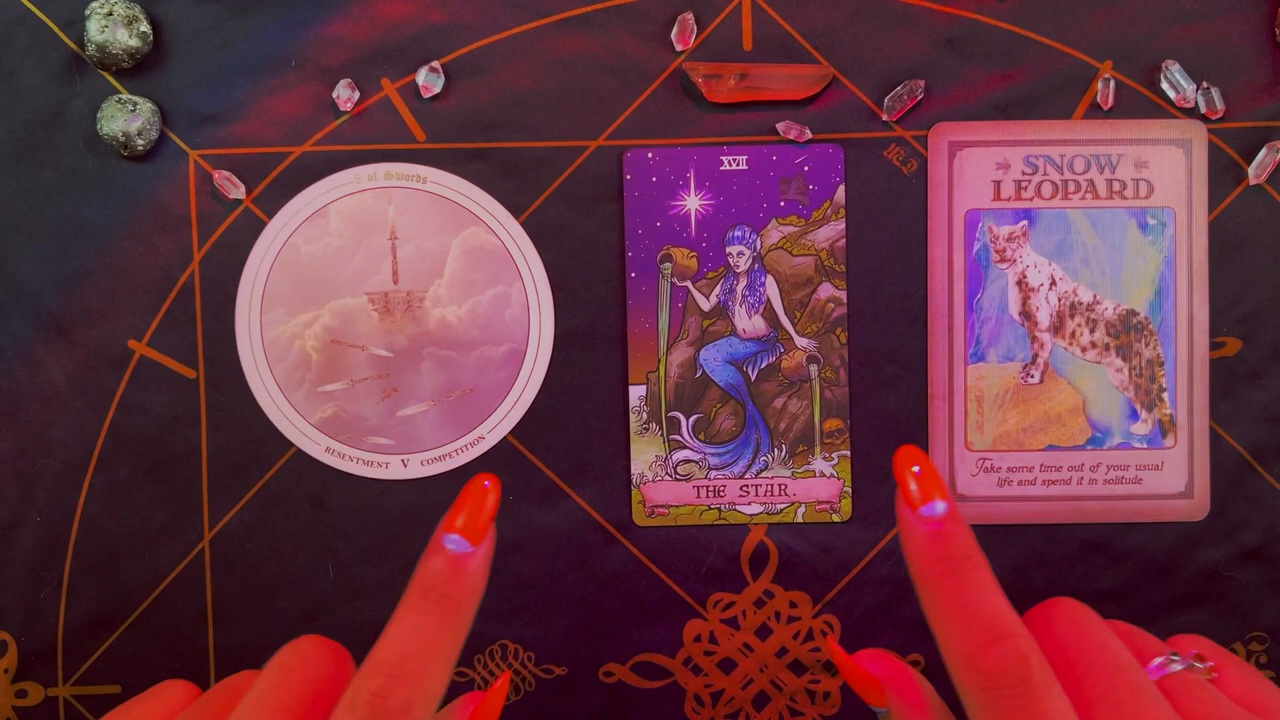 5 of Swords
RESENTMENT V COMPETITION
XVII
THE STAR.
SNOW
LEOPARD
Take some time out of your usual
life and spend it in solitude